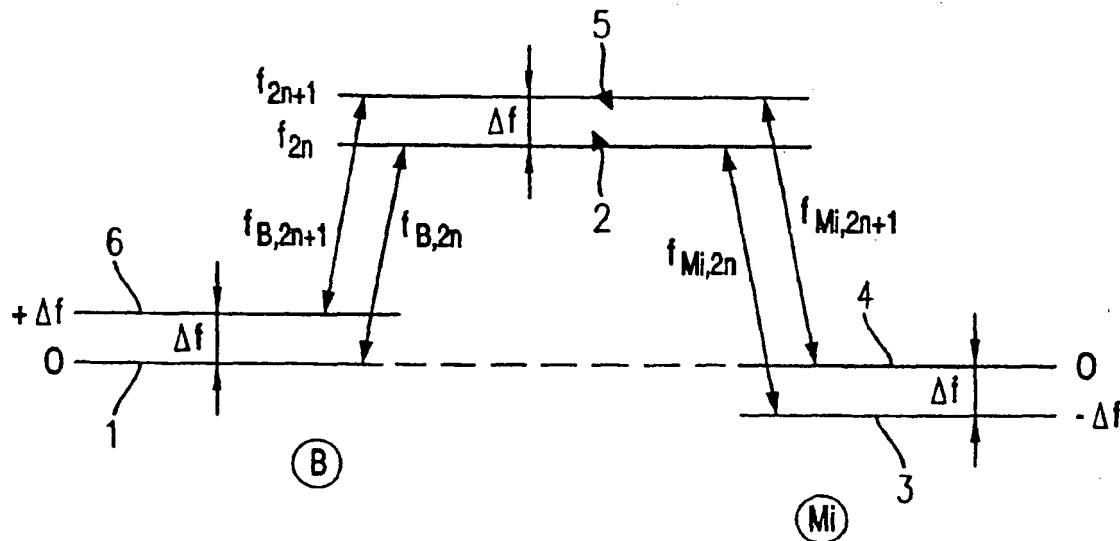 5
f2n+1
Δf
f2n
2
fB,2n+1
fB,2n
fMi,2n
fMi,2n+1
6
4
+ Δf
Δf
0
0
Δf
- Δf
1
3
B
Mi